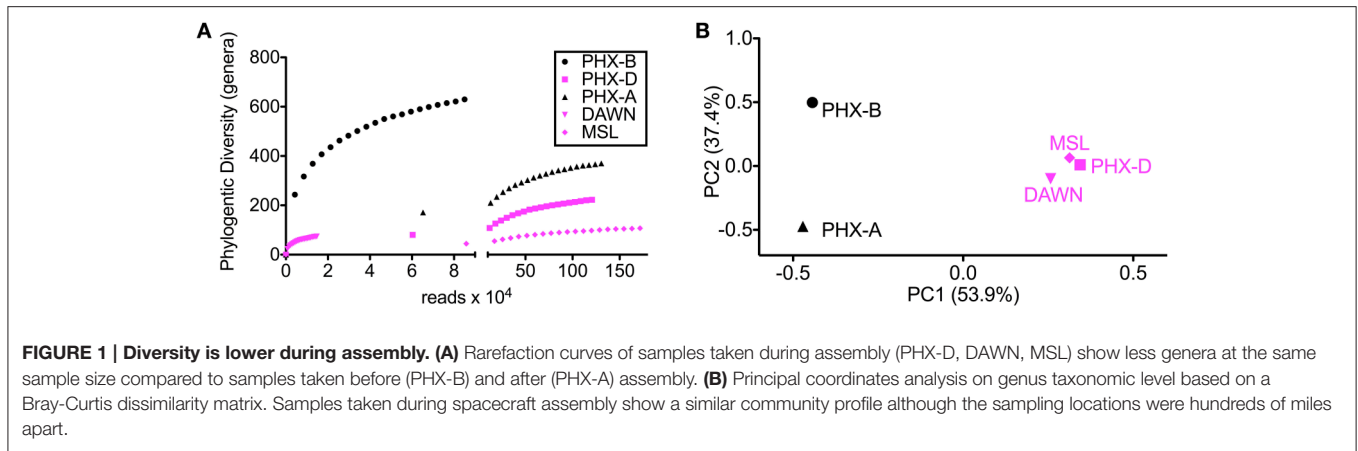 A
Phylogentic Diversity (genera)
800
600
400
200
0
0 2 4 6 8 50 100 150
reads x 10⁴
PHX-B
PHX-D
PHX-A
DAWN
MSL
B
PC2 (37.4%)
1.0
0.5
0.0
-0.5
-0.5 0.0 0.5
PC1 (53.9%)
PHX-B
MSL
PHX-D
DAWN
PHX-A
FIGURE 1 | Diversity is lower during assembly. (A) Rarefaction curves of samples taken during assembly (PHX-D, DAWN, MSL) show less genera at the same
sample size compared to samples taken before (PHX-B) and after (PHX-A) assembly. (B) Principal coordinates analysis on genus taxonomic level based on a
Bray-Curtis dissimilarity matrix. Samples taken during spacecraft assembly show a similar community profile although the sampling locations were hundreds of miles
apart.